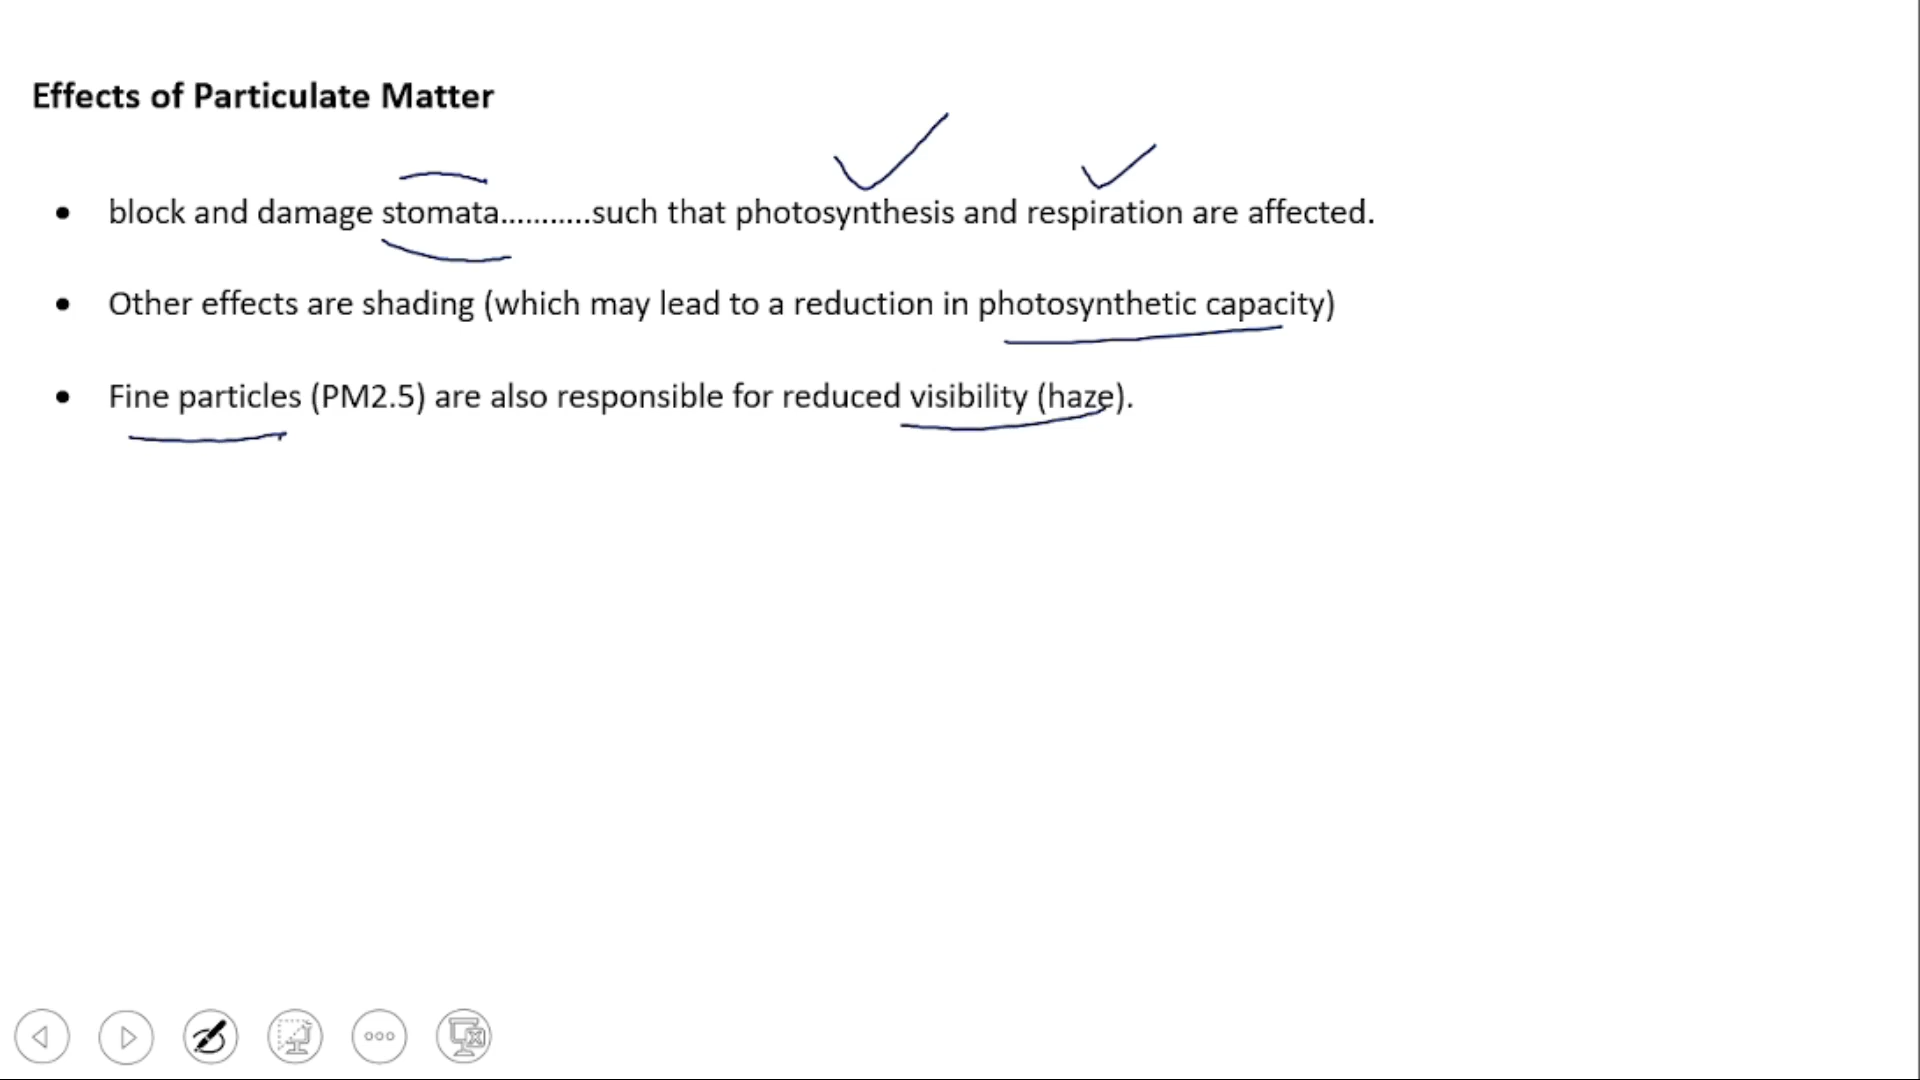 Effects of Particulate Matter
• block and damage stomata...........such that photosynthesis and respiration are affected.
• Other effects are shading (which may lead to a reduction in photosynthetic capacity)
• Fine particles (PM2.5) are also responsible for reduced visibility (haze).